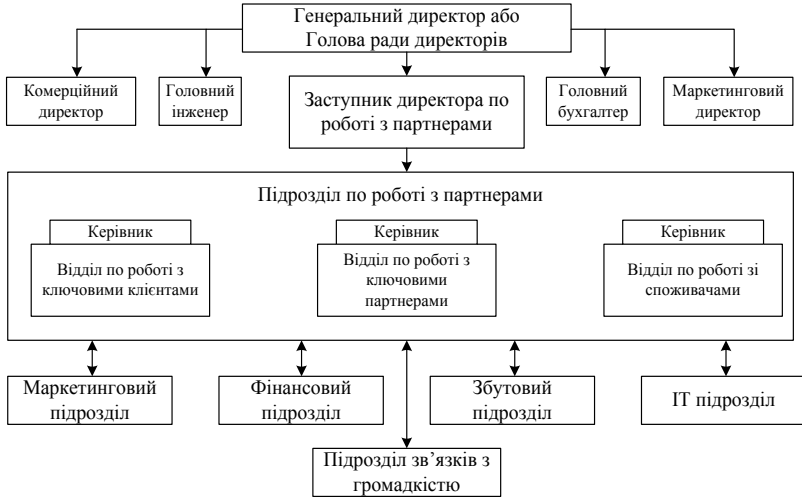 Генеральний директор або
Голова ради директорів
Комерційний
директор
Головний
інженер
Заступник директора по
роботі з партнерами
Головний
бухгалтер
Маркетинговий
директор
Підрозділ по роботі з партнерами
Керівник
Відділ по роботі з
ключовими клієнтами
Керівник
Відділ по роботі з
ключовими
партнерами
Керівник
Відділ по роботі зі
споживачами
Маркетинговий
підрозділ
Фінансовий
підрозділ
Збутовий
підрозділ
ІТ підрозділ
Підрозділ зв’язків з
громадкістю